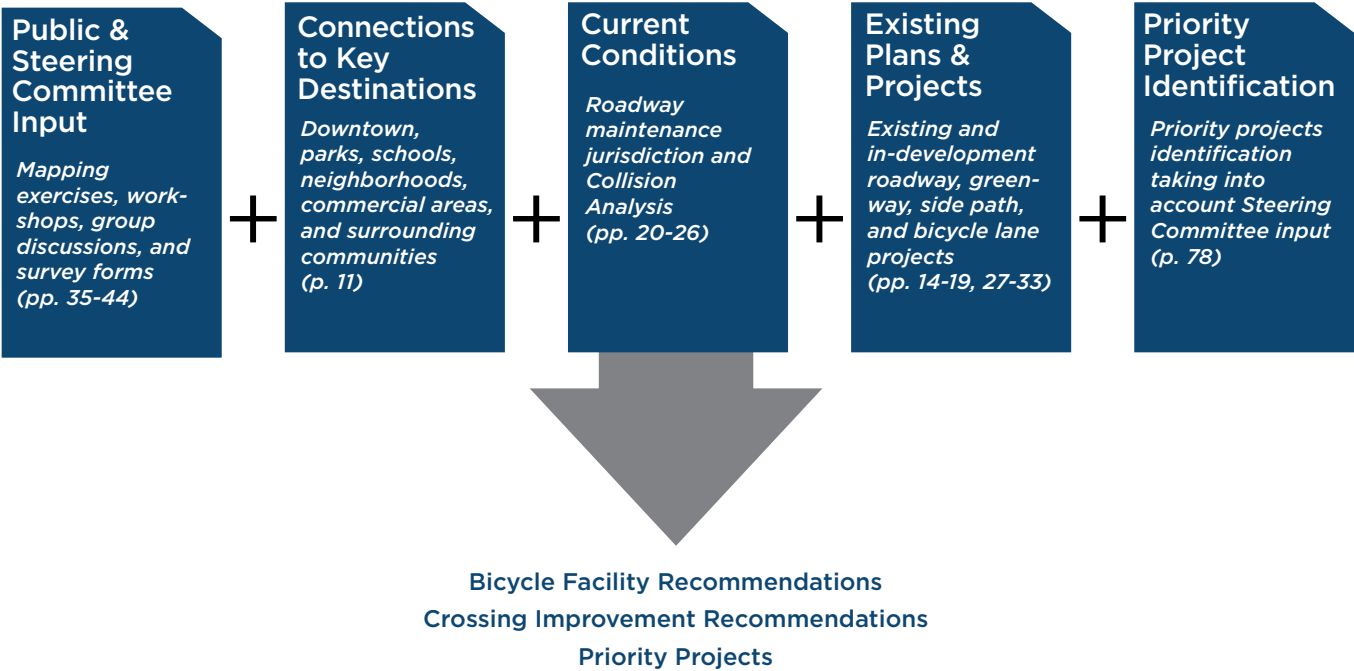 Public &
Steering
Committee
Input
Mapping
exercises, work-
shops, group
discussions, and
survey forms
(pp. 35-44)
+
Connections
to Key
Destinations
Downtown,
parks, schools,
neighborhoods,
commercial areas,
and surrounding
communities
(p. 11)
+
Current
Conditions
Roadway
maintenance
jurisdiction and
Collision
Analysis
(pp. 20-26)
+
Existing
Plans &
Projects
Existing and
in-development
roadway, green-
way, side path,
and bicycle lane
projects
(pp. 14-19, 27-33)
+
Priority
Project
Identification
Priority projects
identification
taking into
account Steering
Committee input
(p. 78)
Bicycle Facility Recommendations
Crossing Improvement Recommendations
Priority Projects